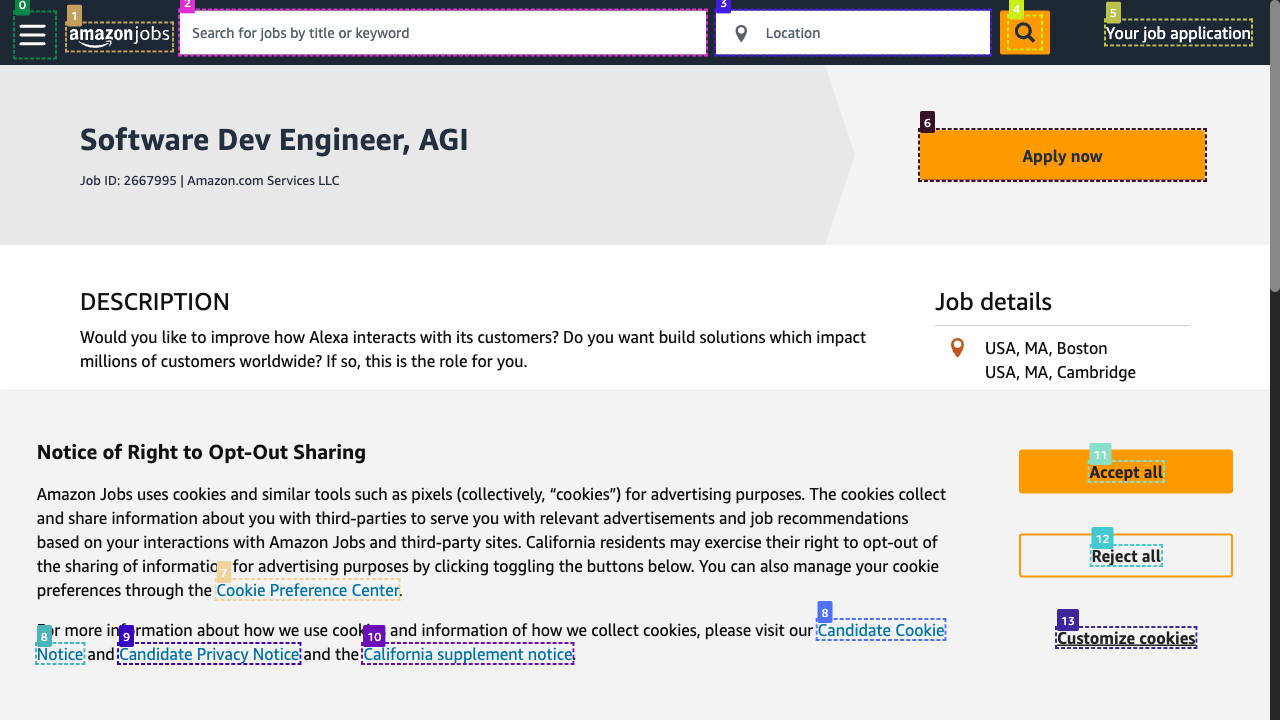 0
1
2
3
4
5
amazon jobs
Search for jobs by title or keyword
Location
Your job application
Software Dev Engineer, AGI
Job ID: 2667995 | Amazon.com Services LLC
6
Apply now
DESCRIPTION
Would you like to improve how Alexa interacts with its customers? Do you want build solutions which impact
millions of customers worldwide? If so, this is the role for you.
Job details
USA, MA, Boston
USA, MA, Cambridge
Notice of Right to Opt-Out Sharing
Amazon Jobs uses cookies and similar tools such as pixels (collectively, “cookies”) for advertising purposes. The cookies collect
and share information about you with third-parties to serve you with relevant advertisements and job recommendations
based on your interactions with Amazon Jobs and third-party sites. California residents may exercise their right to opt-out of
the sharing of information for advertising purposes by clicking toggling the buttons below. You can also manage your cookie
7
preferences through the Cookie Preference Center.
8
For more information about how we use cookies and information of how we collect cookies, please visit our Candidate Cookie
8
9
10
Notice and Candidate Privacy Notice and the California supplement notice.
11
Accept all
12
Reject all
13
Customize cookies